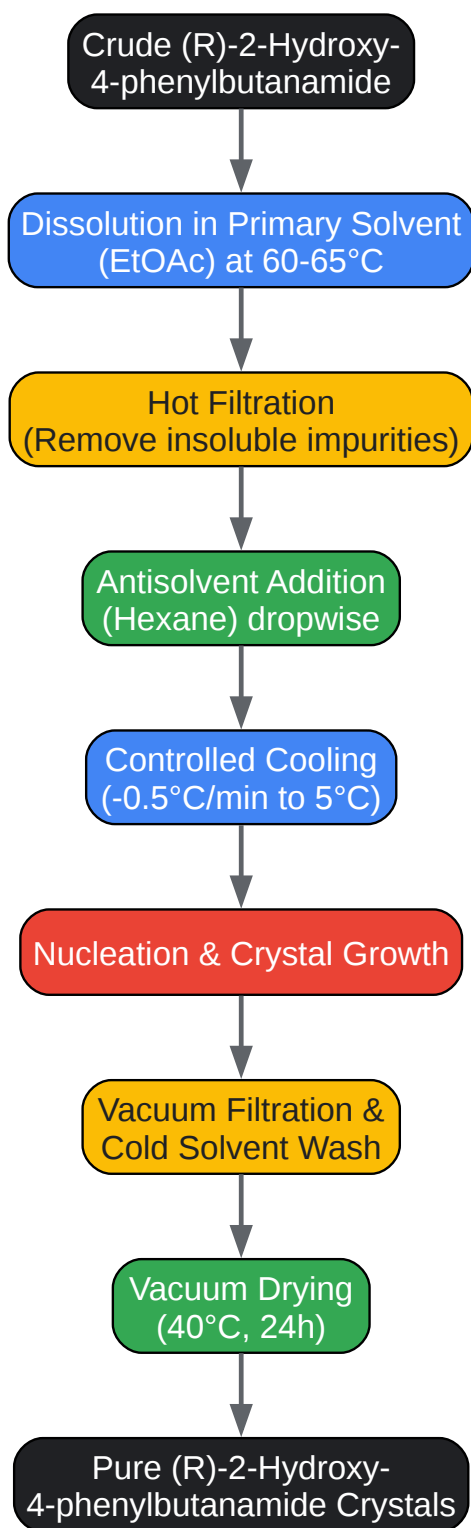 Crude (R)-2-Hydroxy-
4-phenylbutanamide
Dissolution in Primary Solvent
(EtOAc) at 60-65°C
Hot Filtration
(Remove insoluble impurities)
Antisolvent Addition
(Hexane) dropwise
Controlled Cooling
(-0.5°C/min to 5°C)
Nucleation & Crystal Growth
Vacuum Filtration &
Cold Solvent Wash
Vacuum Drying
(40°C, 24h)
Pure (R)-2-Hydroxy-
4-phenylbutanamide Crystals